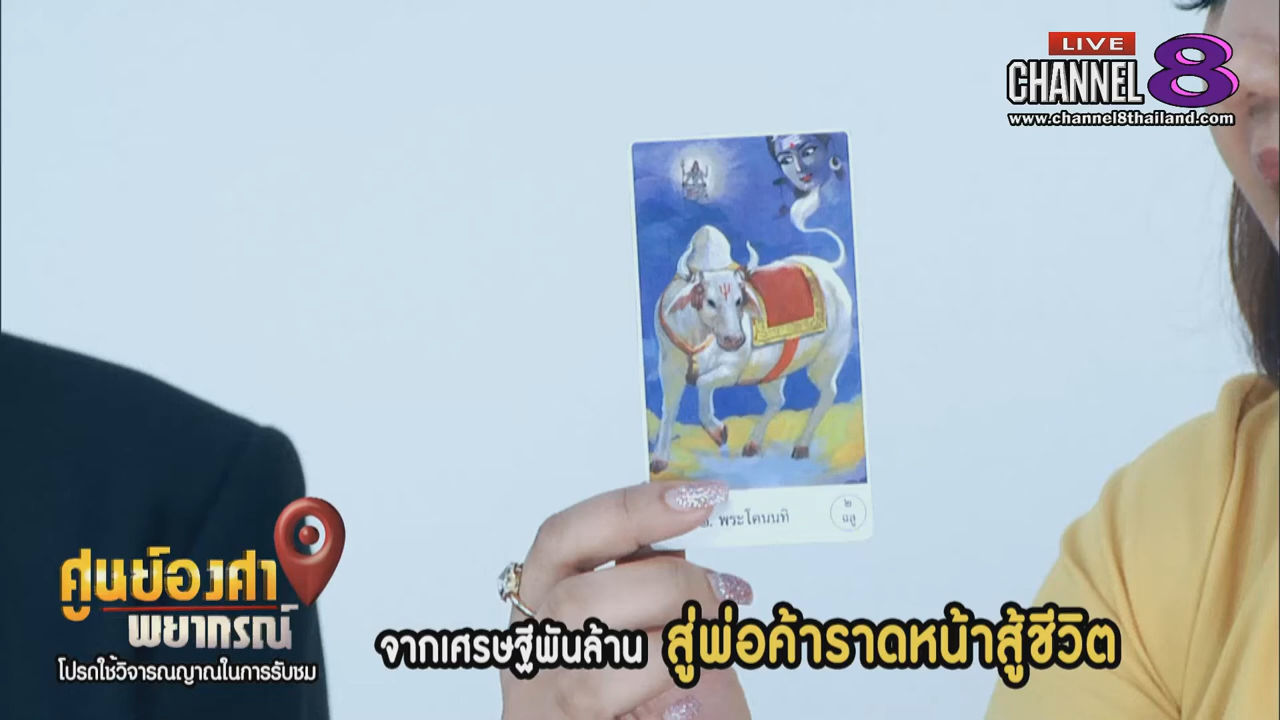 LIVE
CHANNEL 8
www.channel8thailand.com
พระโคนนทิ
๒
ฉลู
ศูนย์องศา
พยากรณ์
โปรดใช้วิจารณญาณในการรับชม
จากเศรษฐีพันล้าน สู่พ่อค้าราดหน้าสู้ชีวิต